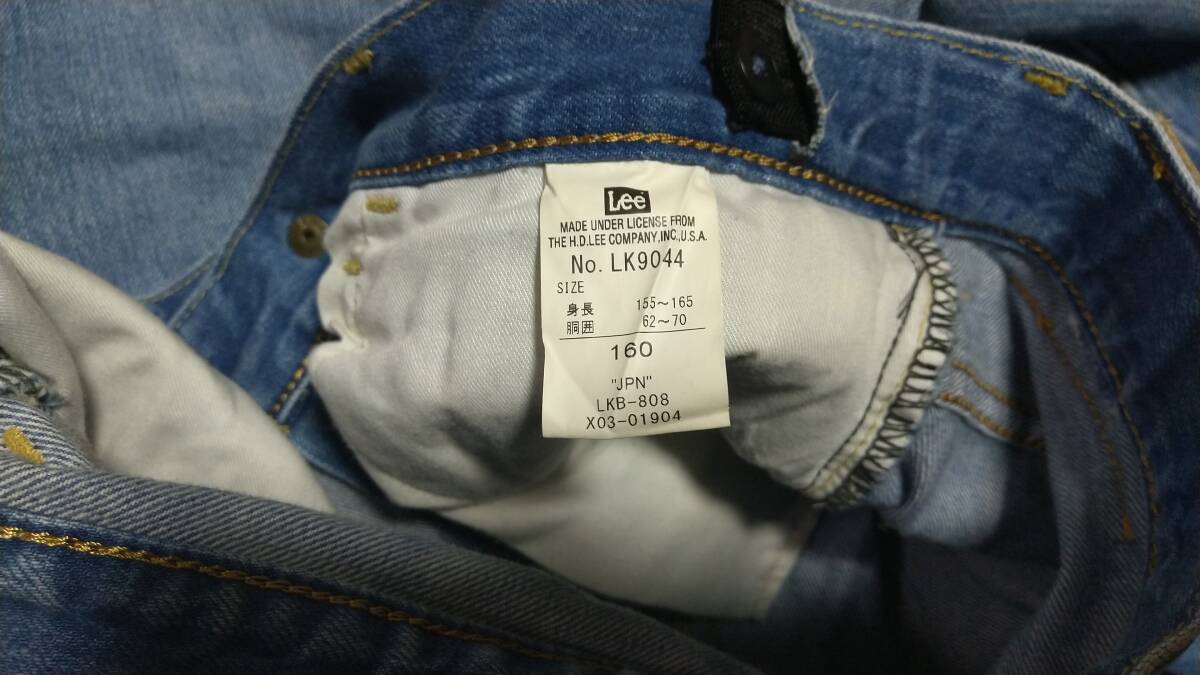 Lee
MADE UNDER LICENSE FROM
THE H.D.LEE COMPANY,INC.,U.S.A.
No. LK9044
SIZE
身長 155～165
胴囲 62～70
160
"JPN"
LKB-808
X03-01904